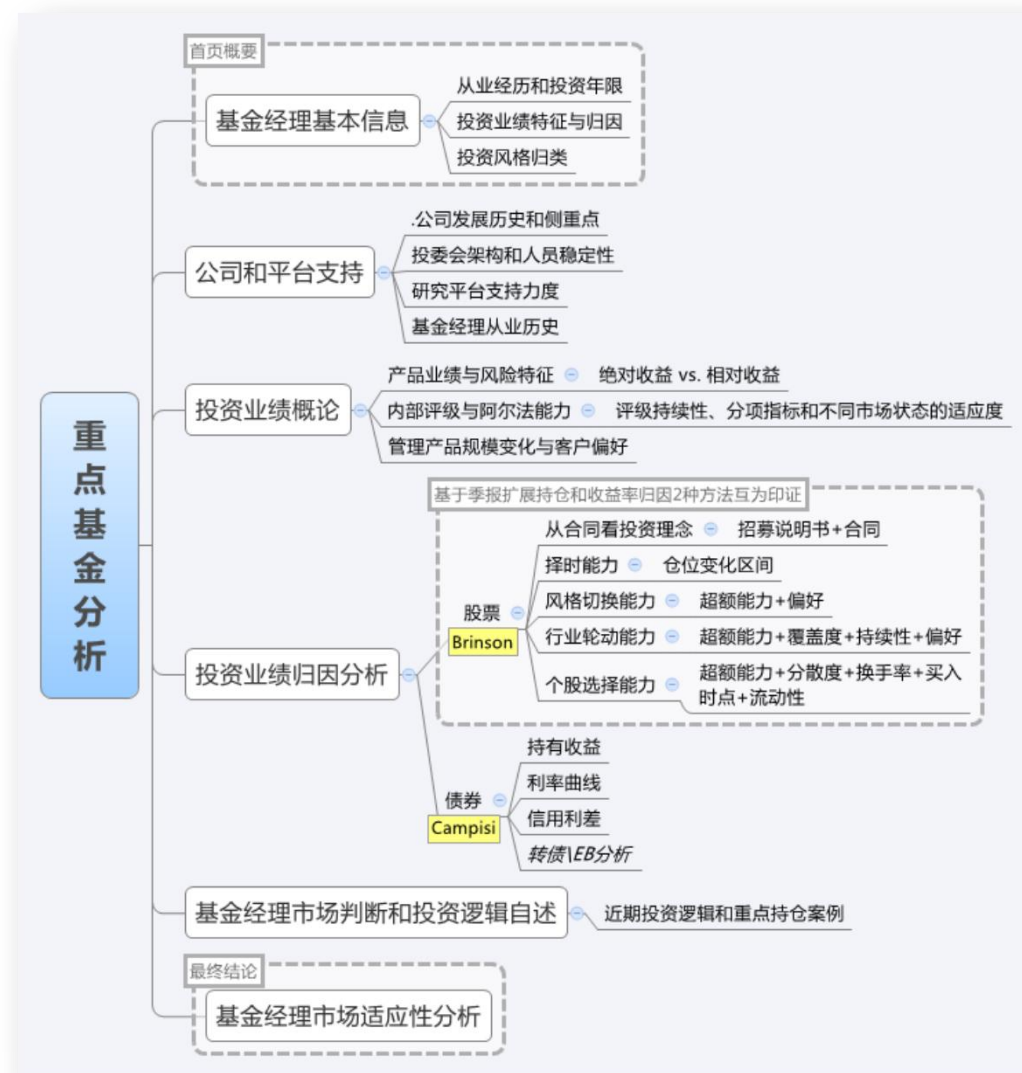 首页概要
基金经理基本信息
从业经历和投资年限
投资业绩特征与归因
投资风格归类
公司和平台支持
.公司发展历史和侧重点
投委会架构和人员稳定性
研究平台支持力度
基金经理从业历史
重点基金分析
投资业绩概论
产品业绩与风险特征
绝对收益 vs. 相对收益
内部评级与阿尔法能力
评级持续性、分项指标和不同市场状态的适应度
管理产品规模变化与客户偏好
投资业绩归因分析
基于季报扩展持仓和收益率归因2种方法互为印证
股票
Brinson
从合同看投资理念
招募说明书+合同
择时能力
仓位变化区间
风格切换能力
超额能力+偏好
行业轮动能力
超额能力+覆盖度+持续性+偏好
个股选择能力
超额能力+分散度+换手率+买入
时点+流动性
债券
Campisi
持有收益
利率曲线
信用利差
转债\EB分析
基金经理市场判断和投资逻辑自述
近期投资逻辑和重点持仓案例
最终结论
基金经理市场适应性分析